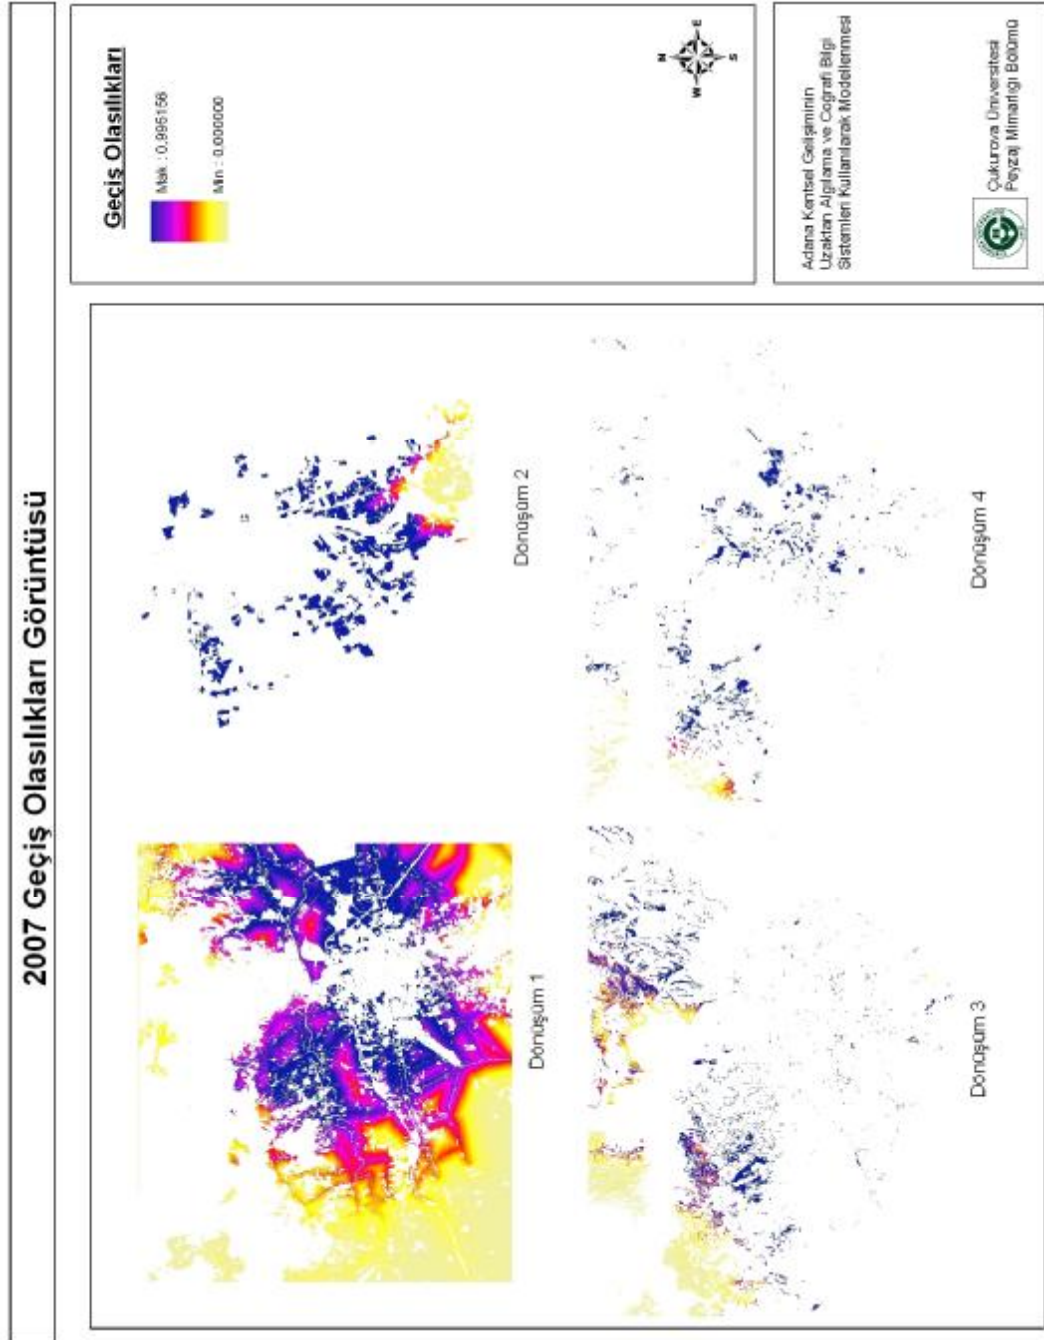 2007 Geçiş Olasılıkları Görüntüsü
Dönüşüm 1
Dönüşüm 2
Dönüşüm 3
Dönüşüm 4
Geçiş Olasılıkları
Mak : 0,995156
Min : 0,000000
N
E
S
W
Adana Kentsel Gelişiminin
Uzaktan Algılama ve Coğrafi Bilgi
Sistemleri Kullanılarak Modellenmesi
Çukurova Üniversitesi
Peyzaj Mimarlığı Bölümü